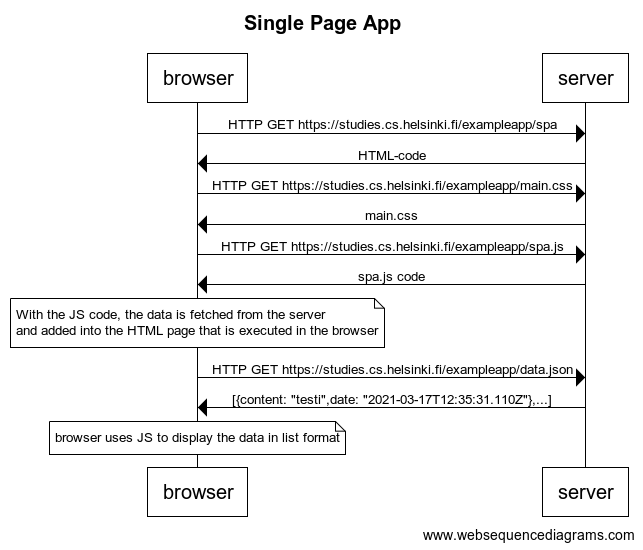 Single Page App
browser
server
HTTP GET https://studies.cs.helsinki.fi/exampleapp/spa
HTML-code
HTTP GET https://studies.cs.helsinki.fi/exampleapp/main.css
main.css
HTTP GET https://studies.cs.helsinki.fi/exampleapp/spa.js
spa.js code
With the JS code, the data is fetched from the server
and added into the HTML page that is executed in the browser
HTTP GET https://studies.cs.helsinki.fi/exampleapp/data.json
[{content: "testi",date: "2021-03-17T12:35:31.110Z"},...]
browser uses JS to display the data in list format
browser
server
www.websequencediagrams.com